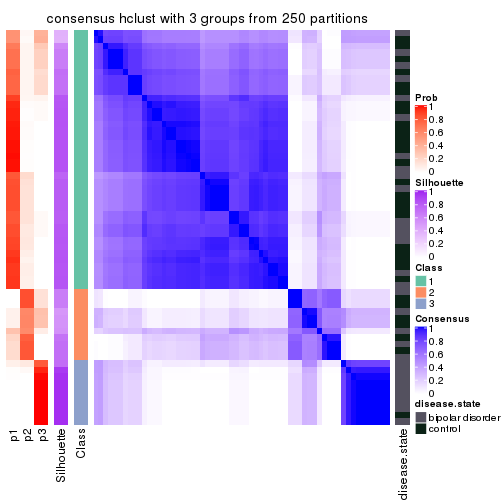 consensus hclust with 3 groups from 250 partitions
Prob
1
0.8
0.6
0.4
0.2
0
Silhouette
1
0.8
0.6
0.4
0.2
0
Class
1
2
3
Consensus
1
0.8
0.6
0.4
0.2
0
disease.state
bipolar disorder
control
p1
p2
p3
Silhouette
Class
disease.state